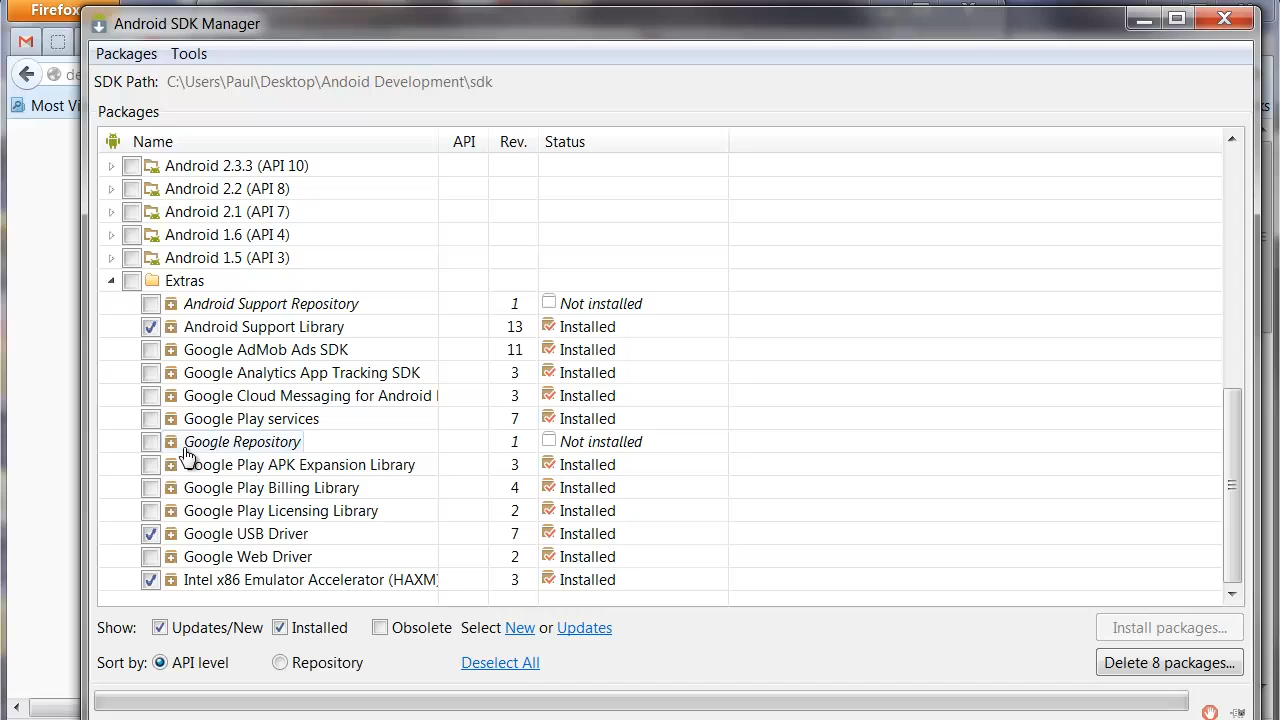 Firefox
Android SDK Manager
Packages Tools
de
SDK Path: C:\Users\Paul\Desktop\Andoid Development\sdk
Most Vi
ks
Packages
Name API Rev. Status
Android 2.3.3 (API 10)
Android 2.2 (API 8)
Android 2.1 (API 7)
Android 1.6 (API 4)
Android 1.5 (API 3)
Extras
Android Support Repository 1 Not installed
Android Support Library 13 Installed
Google AdMob Ads SDK 11 Installed
Google Analytics App Tracking SDK 3 Installed
Google Cloud Messaging for Android 3 Installed
Google Play services 7 Installed
Google Repository 1 Not installed
Google Play APK Expansion Library 3 Installed
Google Play Billing Library 4 Installed
Google Play Licensing Library 2 Installed
Google USB Driver 7 Installed
Google Web Driver 2 Installed
Intel x86 Emulator Accelerator (HAXM) 3 Installed
Show: Updates/New Installed Obsolete Select New or Updates Install packages...
Sort by: API level Repository Deselect All Delete 8 packages...